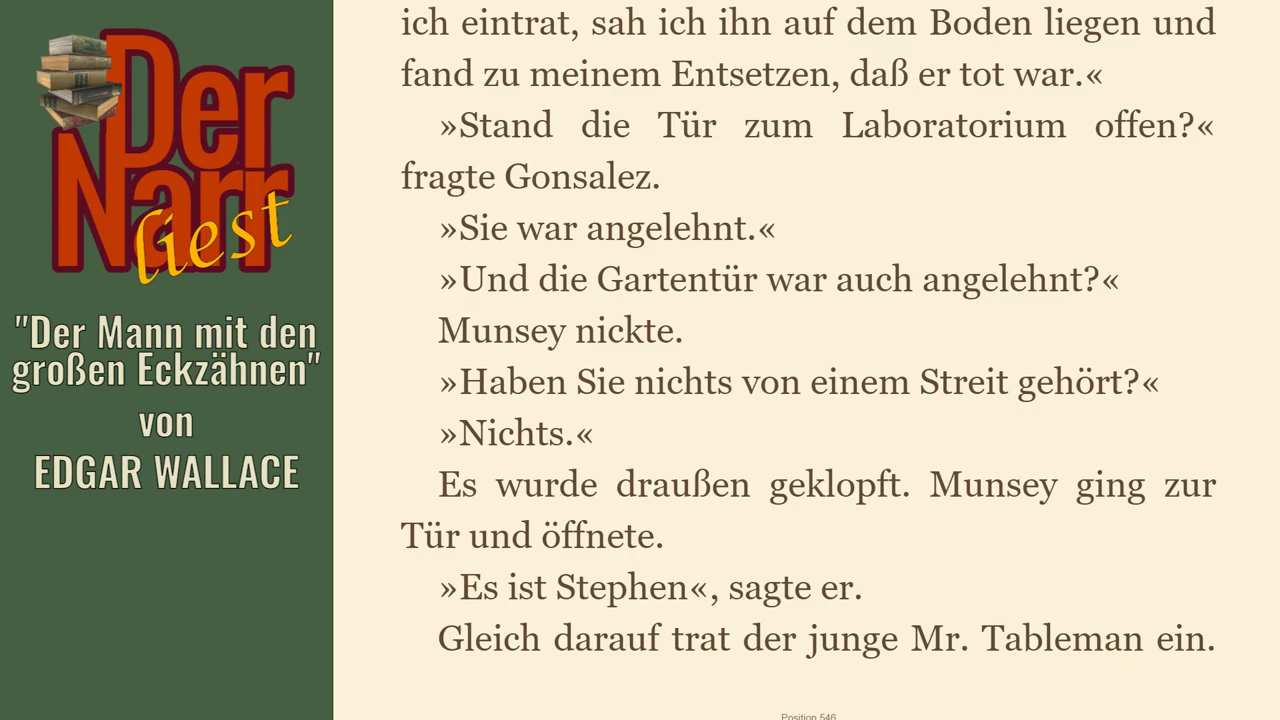 Der
Narr
liest
"Der Mann mit den
großen Eckzähnen"
von
EDGAR WALLACE
ich eintrat, sah ich ihn auf dem Boden liegen und
fand zu meinem Entsetzen, daß er tot war.«
»Stand die Tür zum Laboratorium offen?«
fragte Gonsalez.
»Sie war angelehnt.«
»Und die Gartentür war auch angelehnt?«
Munsey nickte.
»Haben Sie nichts von einem Streit gehört?«
»Nichts.«
Es wurde draußen geklopft. Munsey ging zur
Tür und öffnete.
»Es ist Stephen«, sagte er.
Gleich darauf trat der junge Mr. Tableman ein.
Position 546